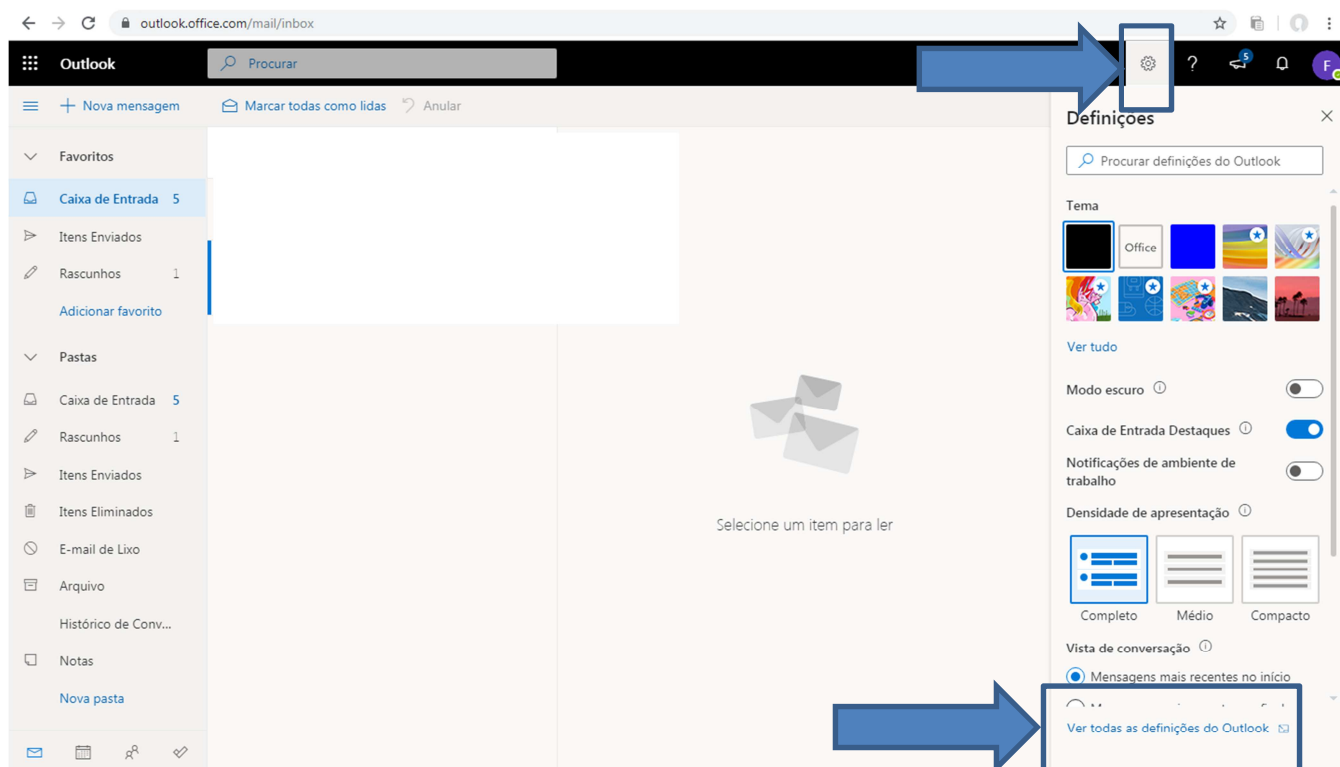 outlook.office.com/mail/inbox
Outlook
Procurar
?
5
F
Nova mensagem
Marcar todas como lidas
Anular
Definições
Favoritos
Procurar definições do Outlook
Caixa de Entrada 5
Tema
Itens Enviados
Office
Rascunhos 1
Adicionar favorito
Ver tudo
Pastas
Modo escuro
Caixa de Entrada 5
Caixa de Entrada Destaques
Rascunhos 1
Notificações de ambiente de
trabalho
Itens Enviados
Itens Eliminados
Densidade de apresentação
Selecione um item para ler
E-mail de Lixo
Arquivo
Completo Médio Compacto
Histórico de Conv...
Vista de conversação
Notas
Mensagens mais recentes no início
Nova pasta
Ver todas as definições do Outlook